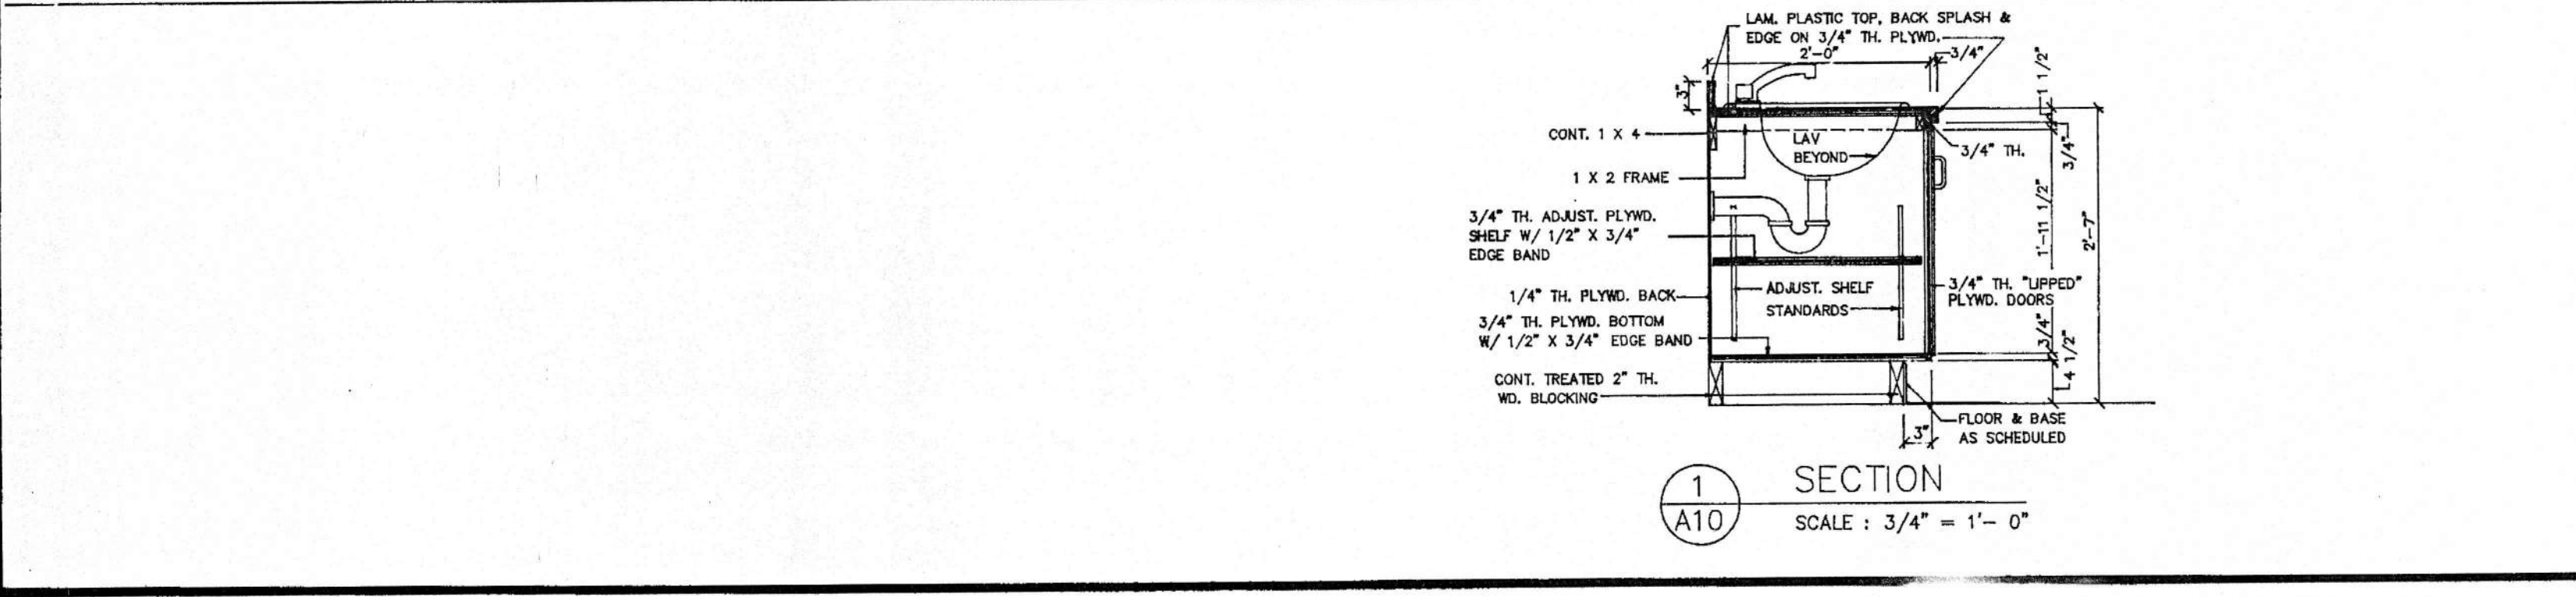 LAM. PLASTIC TOP, BACK SPLASH &
EDGE ON 3/4" TH. PLYWD.
2'-0"
3/4"
1 1/2"
3"
CONT. 1 X 4
LAV
BEYOND
3/4" TH.
3/4"
1 X 2 FRAME
3/4" TH. ADJUST. PLYWD.
SHELF W/ 1/2" X 3/4"
EDGE BAND
1'-11 1/2"
2'-7"
1/4" TH. PLYWD. BACK
ADJUST. SHELF
STANDARDS
3/4" TH. "LIPPED"
PLYWD. DOORS
3/4" TH. PLYWD. BOTTOM
W/ 1/2" X 3/4" EDGE BAND
3/4"
4 1/2"
CONT. TREATED 2" TH.
WD. BLOCKING
3"
FLOOR & BASE
AS SCHEDULED
1
A10
SECTION
SCALE : 3/4" = 1'- 0"